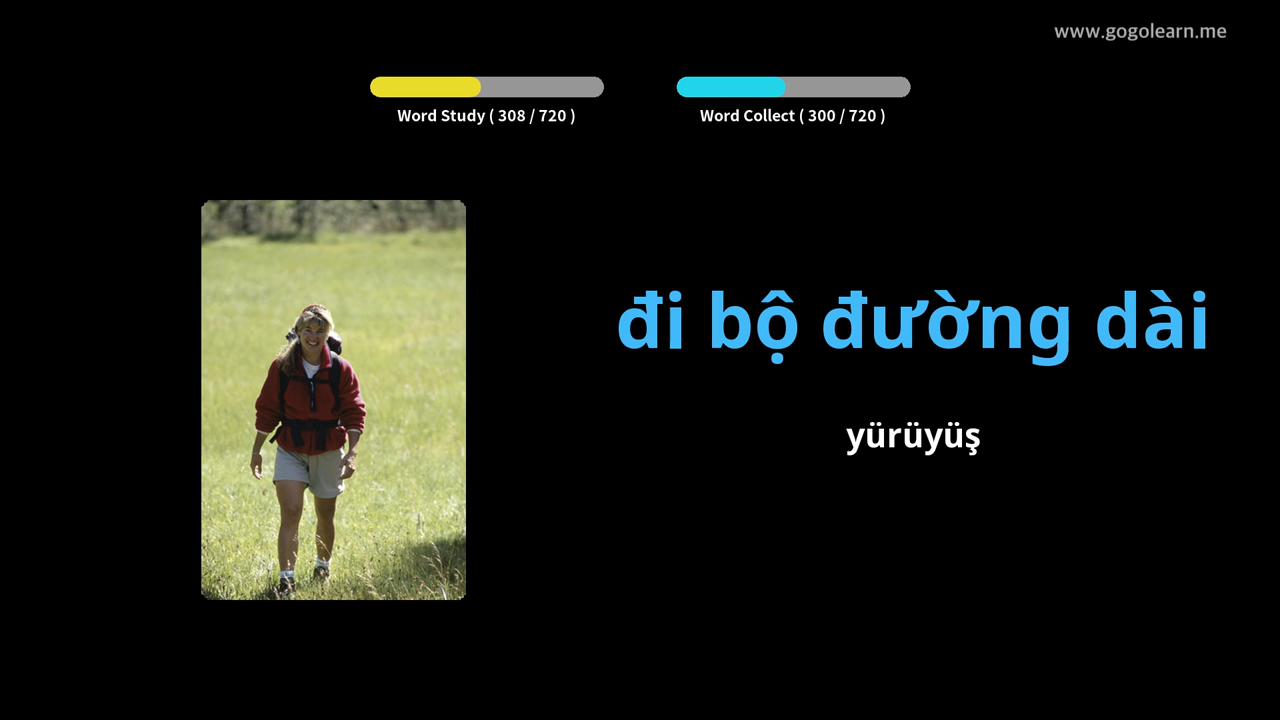 www.gogolearn.me
Word Study ( 308 / 720 )
Word Collect ( 300 / 720 )
đi bộ đường dài
yürüyüş